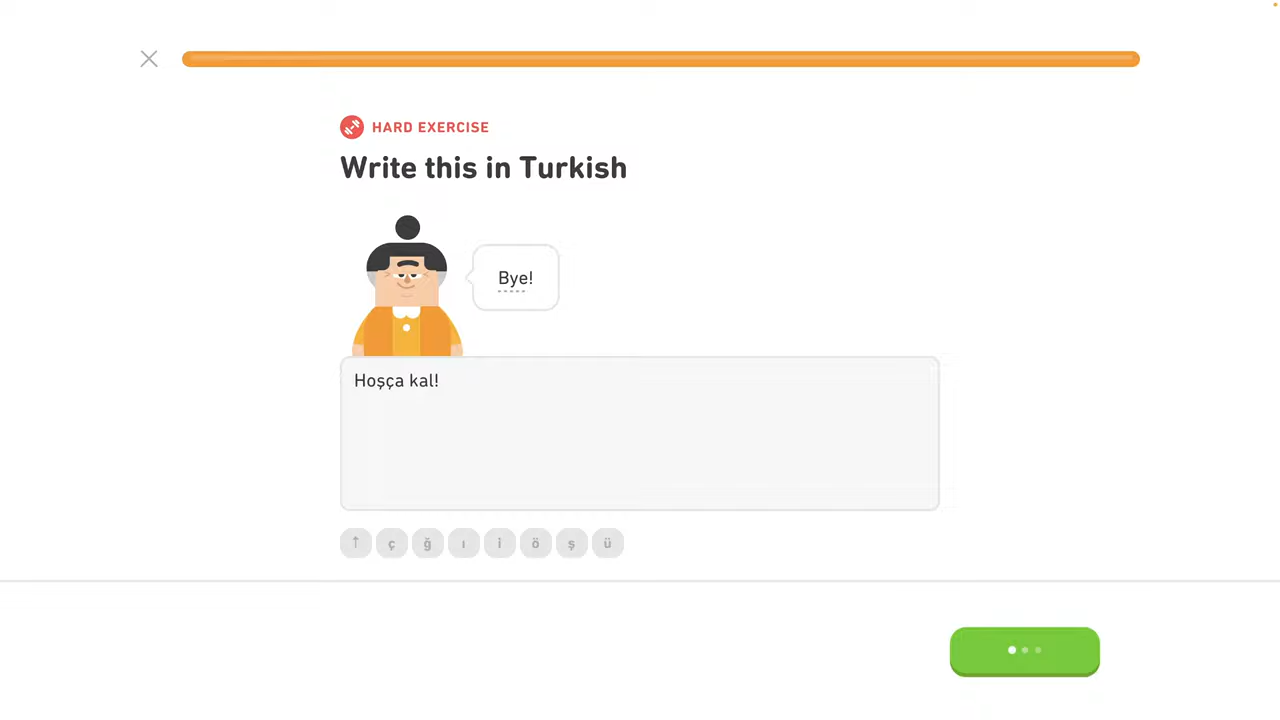 HARD EXERCISE
Write this in Turkish
Bye!
Hoşça kal!
↑ ç ğ ı i ö ş ü